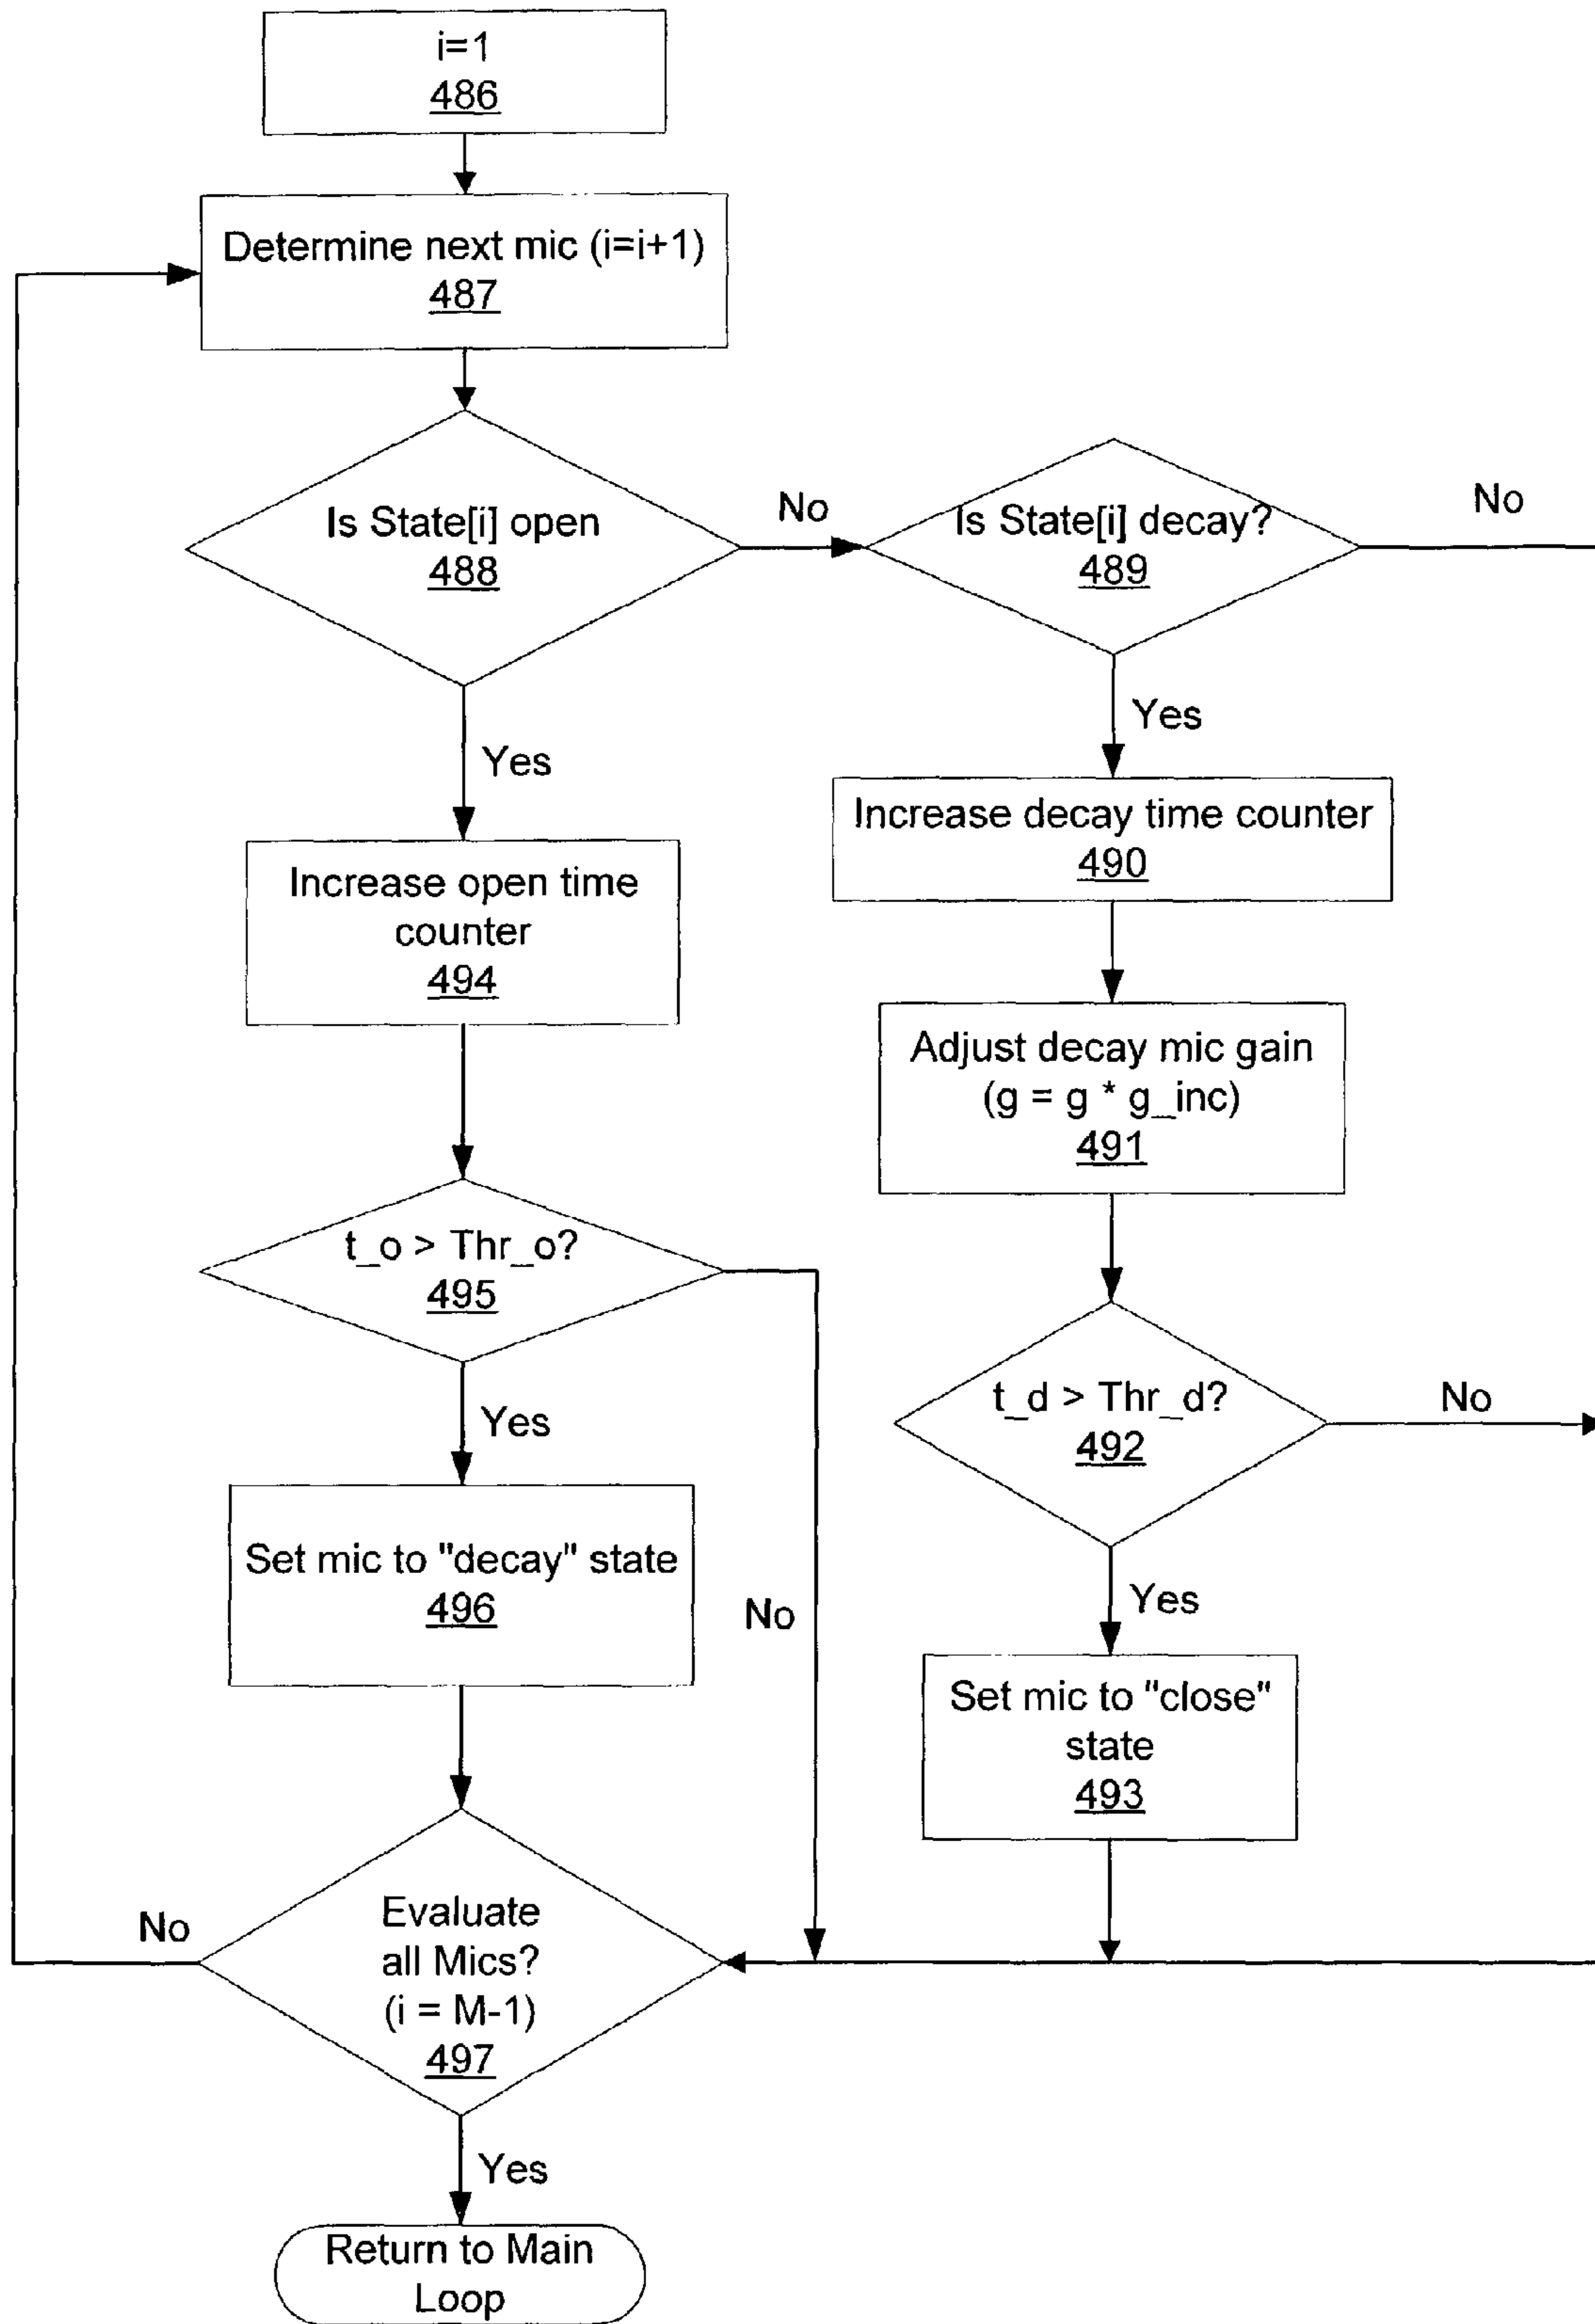 i=1
486
Determine next mic (i=i+1)
487
Is State[i] open
488
No
Is State[i] decay?
489
No
Yes
Increase decay time counter
490
Yes
Increase open time
counter
494
Adjust decay mic gain
(g = g * g_inc)
491
t_o > Thr_o?
495
t_d > Thr_d?
492
No
Yes
Set mic to "decay" state
496
No
Yes
Set mic to "close"
state
493
Evaluate
all Mics?
(i = M-1)
497
No
Yes
Return to Main
Loop